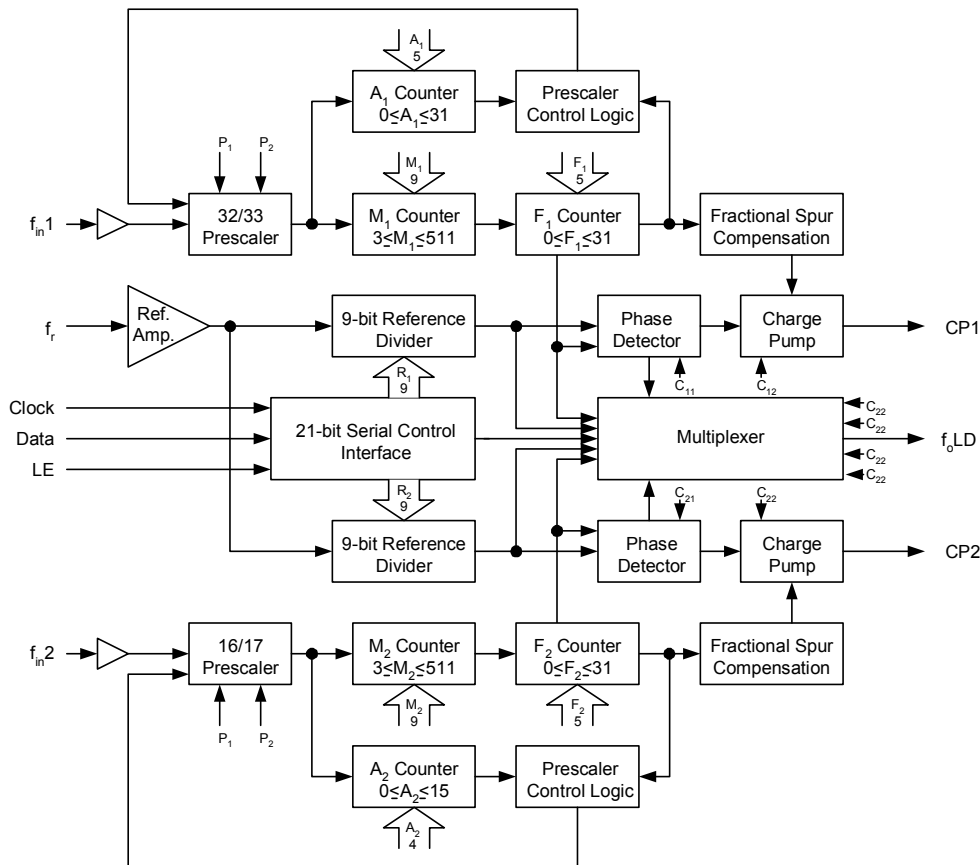 A₁
5
A₁ Counter
0≤A₁≤31
Prescaler
Control Logic
P₁
P₂
M₁
9
F₁
5
f_in1
32/33
Prescaler
M₁ Counter
3≤M₁≤511
F₁ Counter
0≤F₁≤31
Fractional Spur
Compensation
f_r
Ref.
Amp.
9-bit Reference
Divider
Phase
Detector
Charge
Pump
CP1
R₁
9
C₁₁
C₁₂
Clock
Data
LE
21-bit Serial Control
Interface
Multiplexer
C₂₂
C₂₂
f_oLD
C₂₂
C₂₂
R₂
9
C₂₁
C₂₂
9-bit Reference
Divider
Phase
Detector
Charge
Pump
CP2
f_in2
16/17
Prescaler
M₂ Counter
3≤M₂≤511
F₂ Counter
0≤F₂≤31
Fractional Spur
Compensation
P₁
P₂
M₂
9
F₂
5
A₂ Counter
0≤A₂≤15
Prescaler
Control Logic
A₂
4